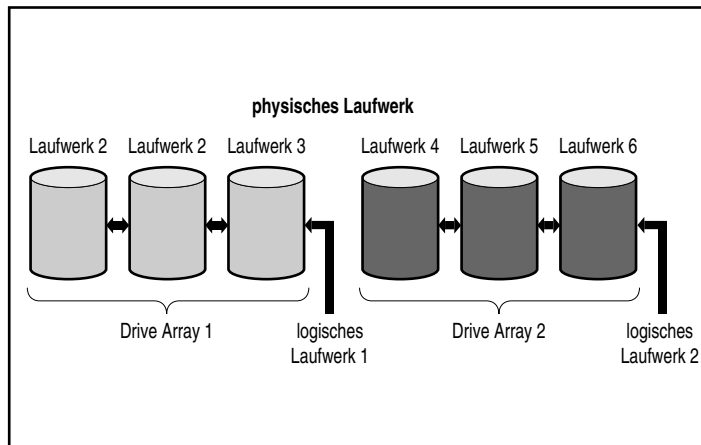 physisches Laufwerk
Laufwerk 2 Laufwerk 2 Laufwerk 3 Laufwerk 4 Laufwerk 5 Laufwerk 6
Drive Array 1 logisches Drive Array 2 logisches
Laufwerk 1 Laufwerk 2